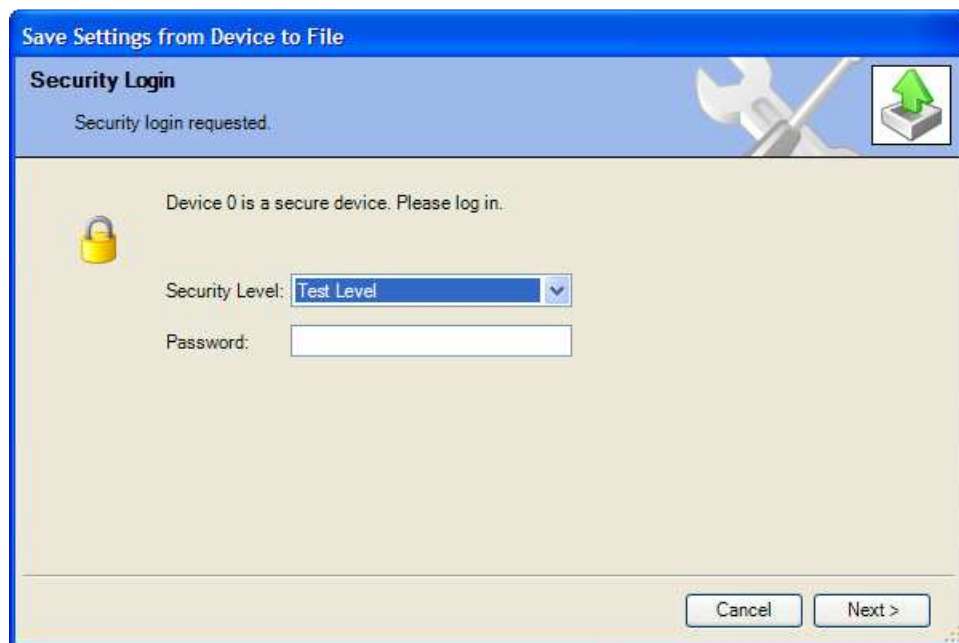 Save Settings from Device to File
Security Login
Security login requested.
Device 0 is a secure device. Please log in.
Security Level: Test Level
Password:
Cancel Next >